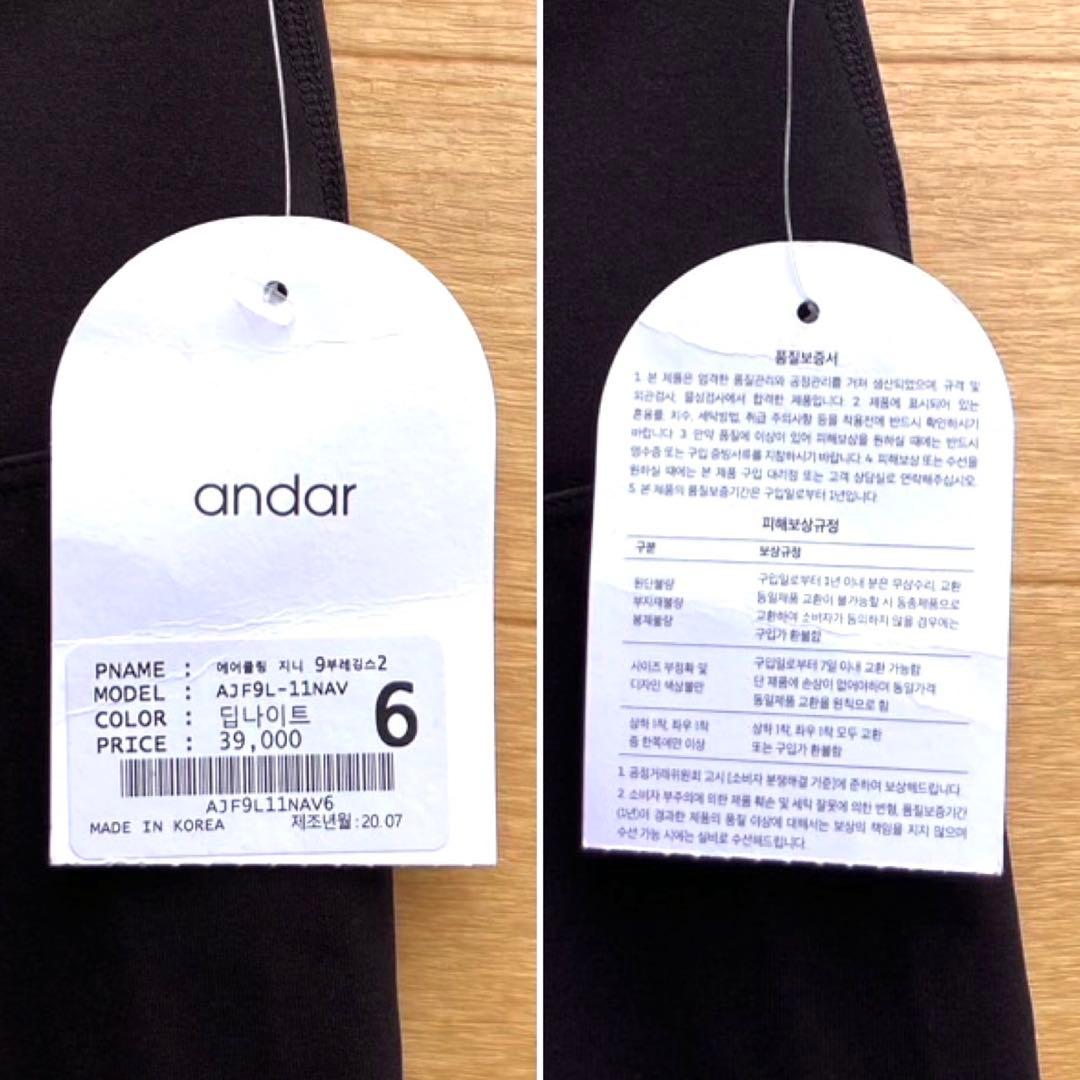 andar
PNAME : 에어쿨링 지니 9부레깅스2
MODEL : AJF9L-11NAV
COLOR : 딥나이트
PRICE : 39,000
6
AJF9L11NAV6
MADE IN KOREA 제조년월 : 20. 07
품질보증서
1. 본 제품은 엄격한 품질관리와 공정관리를 거쳐 생산되었으며, 규격 및
외관검사, 물성검사에서 합격한 제품입니다. 2. 제품에 표시되어 있는
혼용률, 치수, 세탁방법, 취급 주의사항 등을 착용전에 반드시 확인하시기
바랍니다. 3. 만약 품질에 이상이 있어 피해보상을 원하실 때에는 반드시
영수증 또는 구입 증빙서류를 지참하시기 바랍니다. 4. 피해보상 또는 수선을
원하실 때에는 본 제품 구입 대리점 또는 고객 상담실로 연락해주십시오.
5. 본 제품의 품질보증기간은 구입일로부터 1년입니다.
피해보상규정
구분 보상규정
원단불량 구입일로부터 1년 이내 분은 무상수리, 교환
부자재불량 동일제품 교환이 불가능할 시 동종제품으로
봉제불량 교환하여 소비자가 동의하지 않을 경우에는
구입가 환불함
사이즈 부정확 및 구입일로부터 7일 이내 교환 가능함
디자인 색상불만 단 제품에 손상이 없어야하며 동일가격
동일제품 교환을 원칙으로 함
상하 1착, 좌우 1착 상하 1착, 좌우 1착 모두 교환
중 한쪽에만 이상 또는 구입가 환불함
1. 공정거래위원회 고시 [소비자 분쟁해결 기준]에 준하여 보상해드립니다.
2. 소비자 부주의에 의한 제품 훼손 및 세탁 잘못에 의한 변형, 품질보증기간
(1년)이 경과한 제품의 품질 이상에 대해서는 보상의 책임을 지지 않으며
수선 가능 시에는 실비로 수선해드립니다.